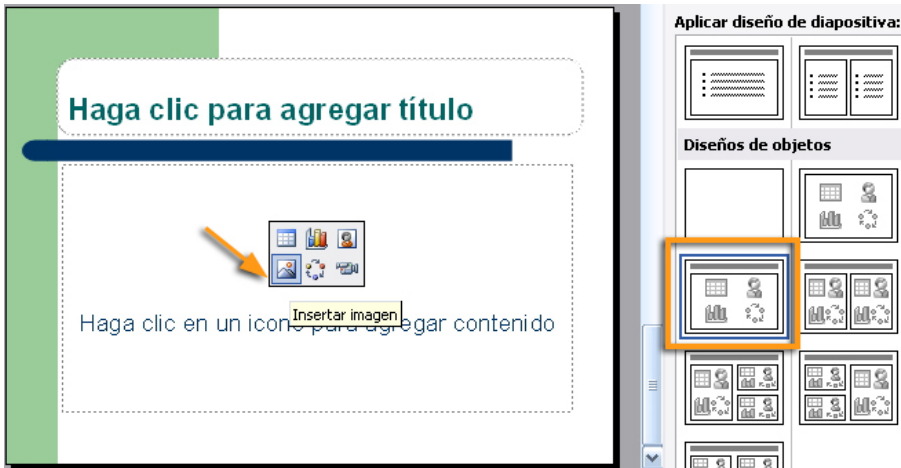 Haga clic para agregar título
Insertar imagen
Haga clic en un icono para agregar contenido
Aplicar diseño de diapositiva:
Diseños de objetos